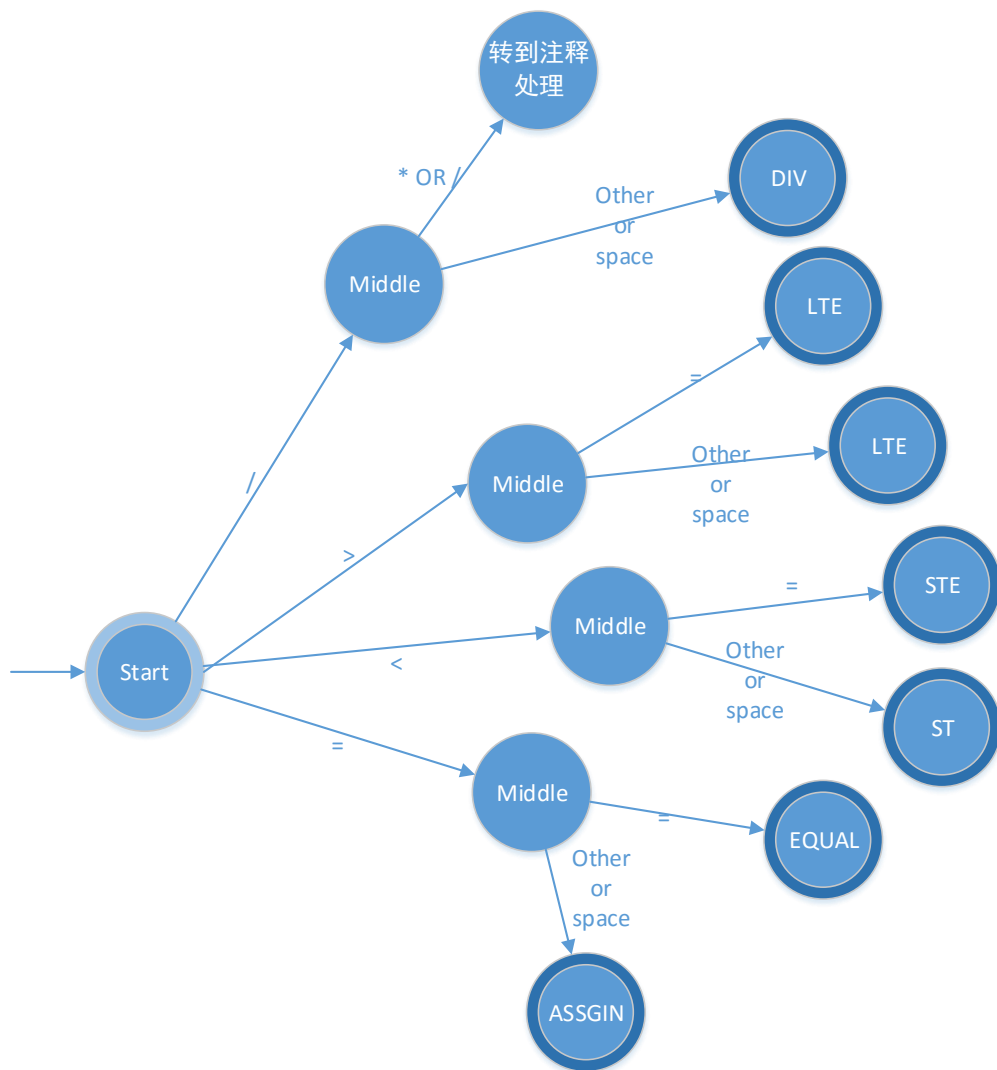 转到注释
处理
* OR /
DIV
Other
or
space
Middle
LTE
=
LTE
Other
or
space
Middle
/
>
STE
=
Middle
Other
or
space
ST
<
Start
=
Middle
=
EQUAL
Other
or
space
ASSGIN